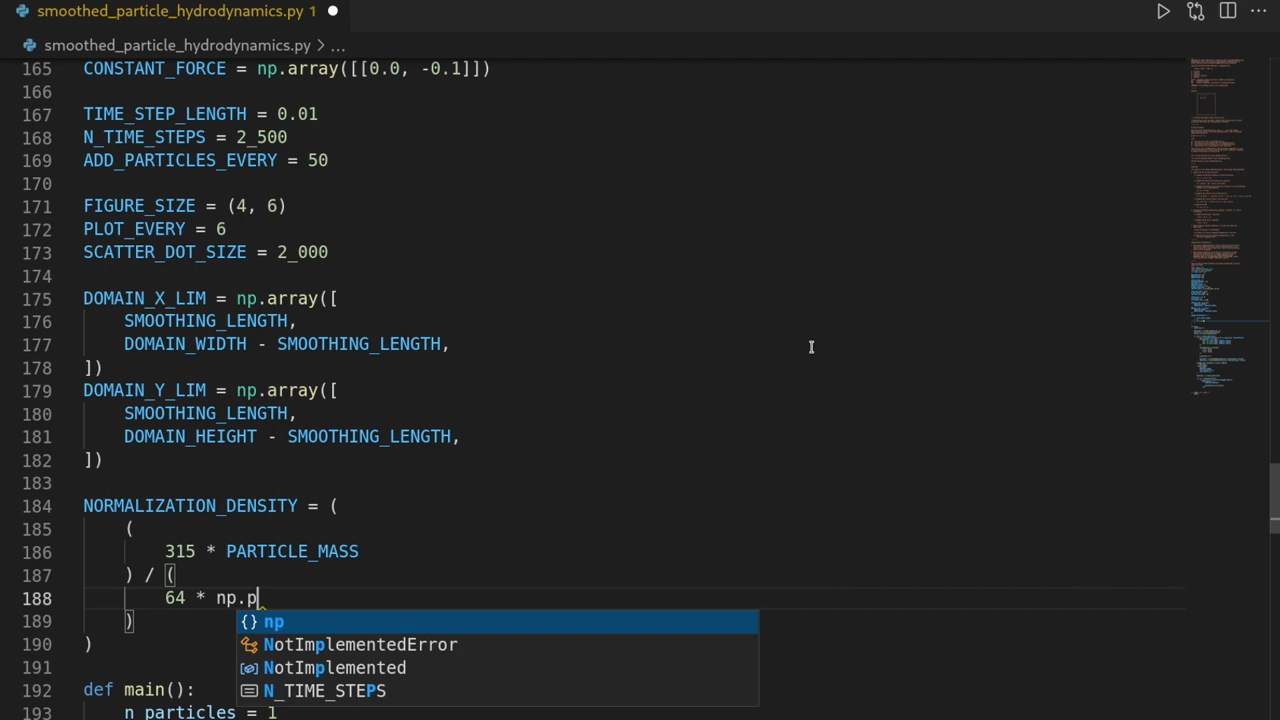 smoothed_particle_hydrodynamics.py 1
smoothed_particle_hydrodynamics.py > ...
165 CONSTANT_FORCE = np.array([[0.0, -0.1]])
166
167 TIME_STEP_LENGTH = 0.01
168 N_TIME_STEPS = 2_500
169 ADD_PARTICLES_EVERY = 50
170
171 FIGURE_SIZE = (4, 6)
172 PLOT_EVERY = 6
173 SCATTER_DOT_SIZE = 2_000
174
175 DOMAIN_X_LIM = np.array([
176     SMOOTHING_LENGTH,
177     DOMAIN_WIDTH - SMOOTHING_LENGTH,
178 ])
179 DOMAIN_Y_LIM = np.array([
180     SMOOTHING_LENGTH,
181     DOMAIN_HEIGHT - SMOOTHING_LENGTH,
182 ])
183
184 NORMALIZATION_DENSITY = (
185     (
186         315 * PARTICLE_MASS
187     ) / (
188         64 * np.p
{} np
189     )
NotImplementedError
190 )
NotImplemented
191
N_TIME_STEPS
192 def main():
193     n_particles = 1